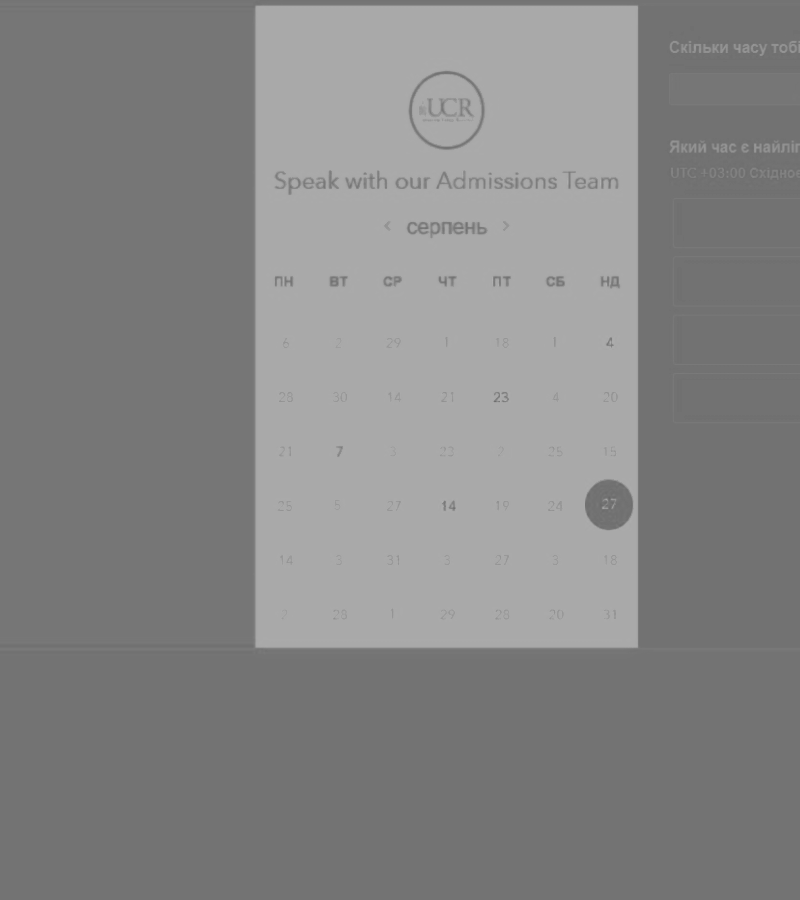 UCR
Speak with our Admissions Team
< серпень >
ПН ВТ СР ЧТ ПТ СБ НД
6 2 29 1 18 1 4
28 30 14 21 23 4 20
21 7 3 22 2 25 15
25 5 27 14 19 24 27
14 3 31 3 27 3 18
2 28 1 29 28 20 31
Скільки часу тобі
Який час є найліп
UTC +03:00 Східноє